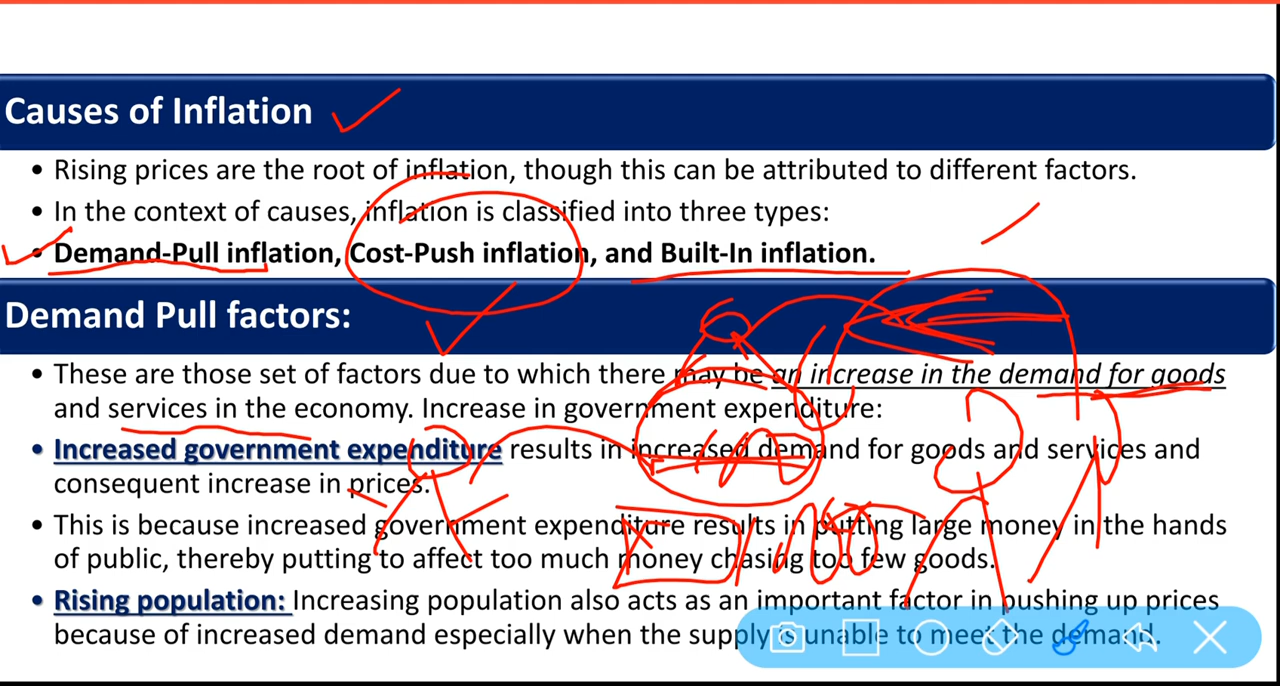 Causes of Inflation
• Rising prices are the root of inflation, though this can be attributed to different factors.
• In the context of causes, inflation is classified into three types:
• Demand-Pull inflation, Cost-Push inflation, and Built-In inflation.
Demand Pull factors:
• These are those set of factors due to which there may be an increase in the demand for goods
and services in the economy. Increase in government expenditure:
• Increased government expenditure results in increased demand for goods and services and
consequent increase in prices.
• This is because increased government expenditure results in putting large money in the hands
of public, thereby putting to affect too much money chasing too few goods.
• Rising population: Increasing population also acts as an important factor in pushing up prices
because of increased demand especially when the supply is unable to meet the demand.